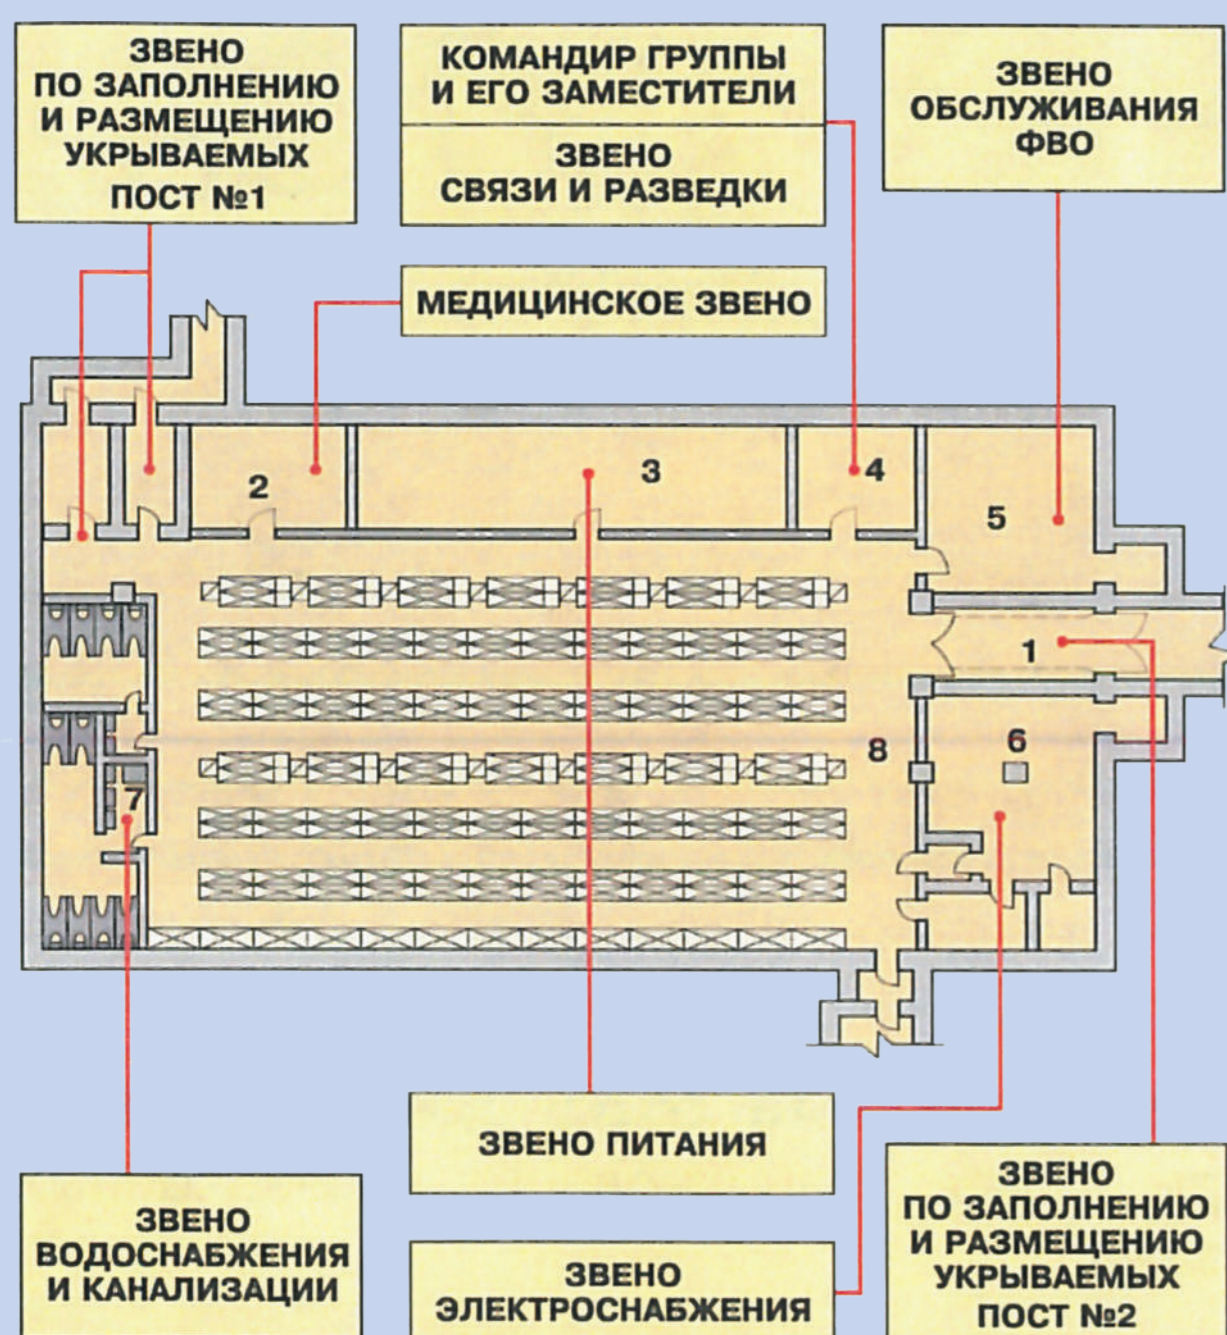 ЗВЕНО
ПО ЗАПОЛНЕНИЮ
И РАЗМЕЩЕНИЮ
УКРЫВАЕМЫХ
ПОСТ №1
КОМАНДИР ГРУППЫ
И ЕГО ЗАМЕСТИТЕЛИ
ЗВЕНО
СВЯЗИ И РАЗВЕДКИ
ЗВЕНО
ОБСЛУЖИВАНИЯ
ФВО
МЕДИЦИНСКОЕ ЗВЕНО
2
3
4
5
1
6
7
8
ЗВЕНО ПИТАНИЯ
ЗВЕНО
ВОДОСНАБЖЕНИЯ
И КАНАЛИЗАЦИИ
ЗВЕНО
ЭЛЕКТРОСНАБЖЕНИЯ
ЗВЕНО
ПО ЗАПОЛНЕНИЮ
И РАЗМЕЩЕНИЮ
УКРЫВАЕМЫХ
ПОСТ №2